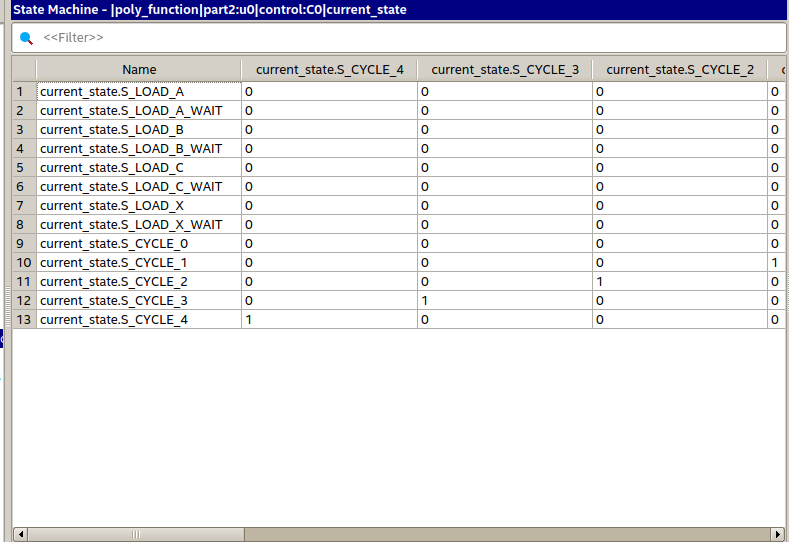 State Machine - |poly_function|part2:u0|control:C0|current_state
<<Filter>>
Name current_state.S_CYCLE_4 current_state.S_CYCLE_3 current_state.S_CYCLE_2
1 current_state.S_LOAD_A 0 0 0 0
2 current_state.S_LOAD_A_WAIT 0 0 0 0
3 current_state.S_LOAD_B 0 0 0 0
4 current_state.S_LOAD_B_WAIT 0 0 0 0
5 current_state.S_LOAD_C 0 0 0 0
6 current_state.S_LOAD_C_WAIT 0 0 0 0
7 current_state.S_LOAD_X 0 0 0 0
8 current_state.S_LOAD_X_WAIT 0 0 0 0
9 current_state.S_CYCLE_0 0 0 0 0
10 current_state.S_CYCLE_1 0 0 0 1
11 current_state.S_CYCLE_2 0 0 1 0
12 current_state.S_CYCLE_3 0 1 0 0
13 current_state.S_CYCLE_4 1 0 0 0